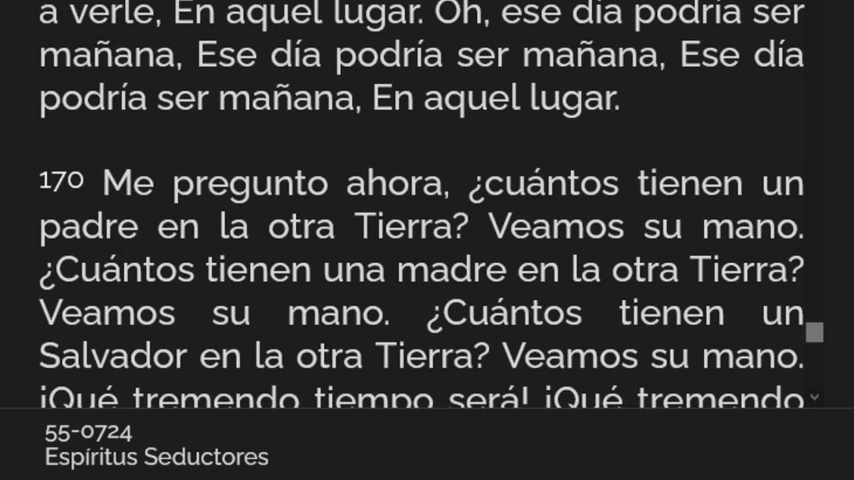 a verle, En aquel lugar. Oh, ese día podría ser
mañana, Ese día podría ser mañana, Ese día
podría ser mañana, En aquel lugar.
170 Me pregunto ahora, ¿cuántos tienen un
padre en la otra Tierra? Veamos su mano.
¿Cuántos tienen una madre en la otra Tierra?
Veamos su mano. ¿Cuántos tienen un
Salvador en la otra Tierra? Veamos su mano.
¡Qué tremendo tiempo será! ¡Qué tremendo
55-0724
Espíritus Seductores